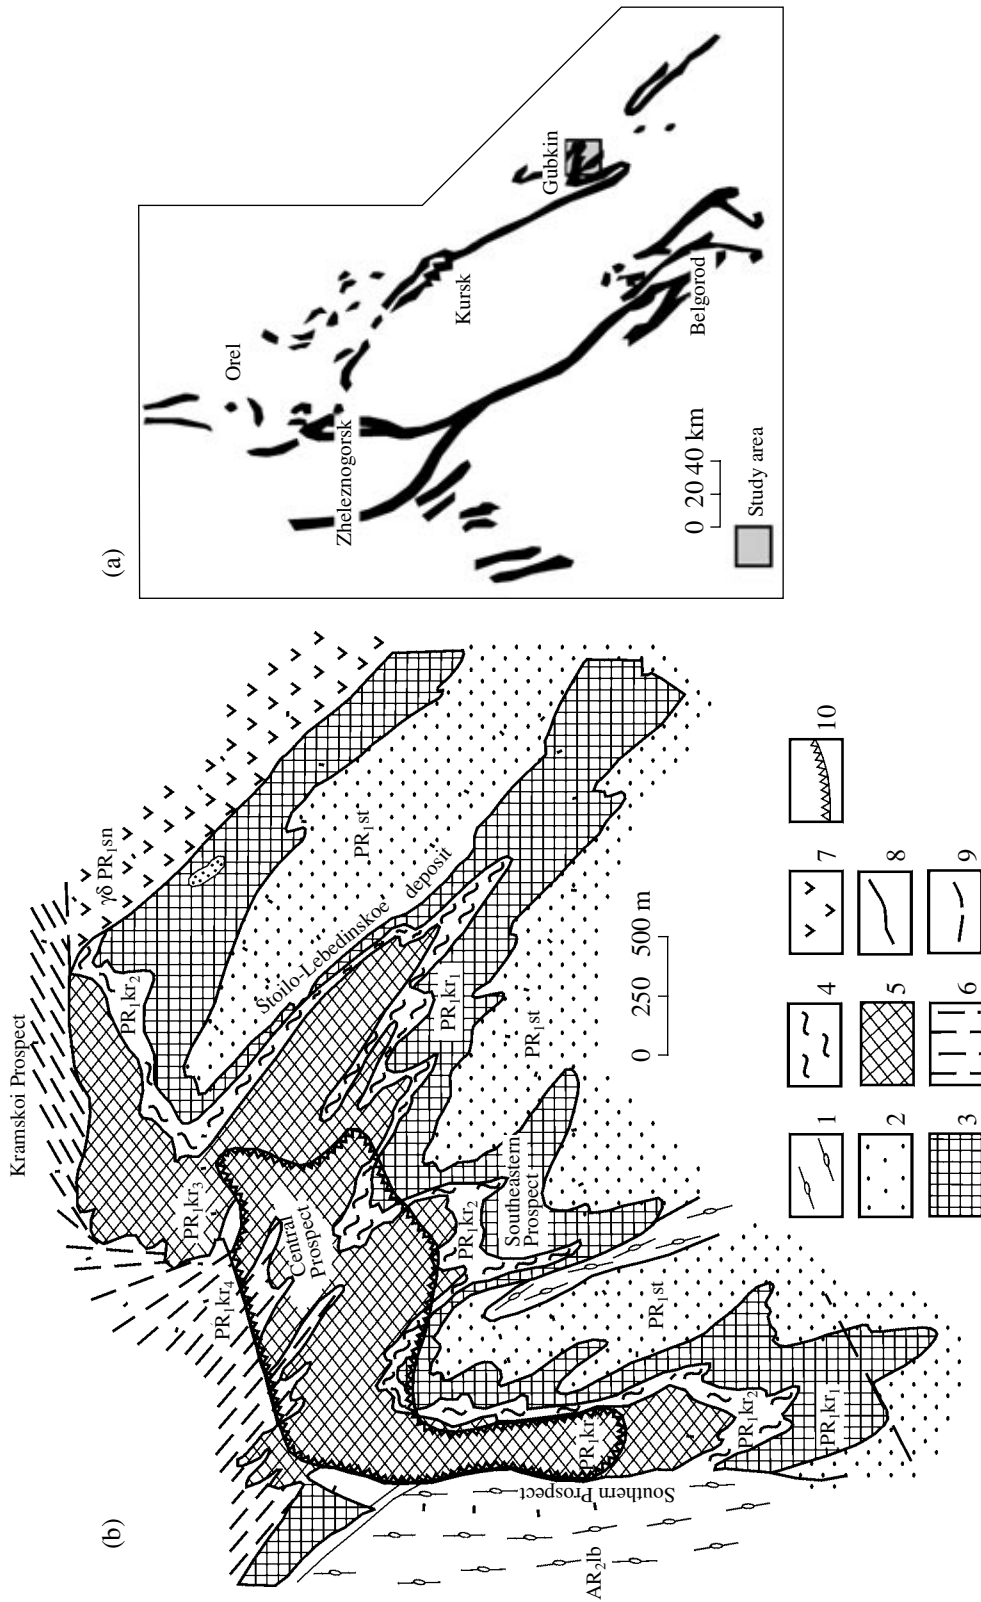 (a)
Orel
Zheleznogorsk
Kursk
Gubkin
Belgorod
0 20 40 km
Study area
(b)
Kramskoi Prospect
γδ PR₁sn
PR₁kr₂
PR₁kr₃
PR₁kr₄
PR₁st
Stoilo-Lebedinskoe deposit
Central
Prospect
PR₁kr₁
PR₁st
PR₁kr₂
Southeastern
Prospect
PR₁st
PR₁kr₃
PR₁kr₂
PR₁kr₁
Southern Prospect
AR₂lb
0 250 500 m
1
2
3
4
5
6
7
8
9
10